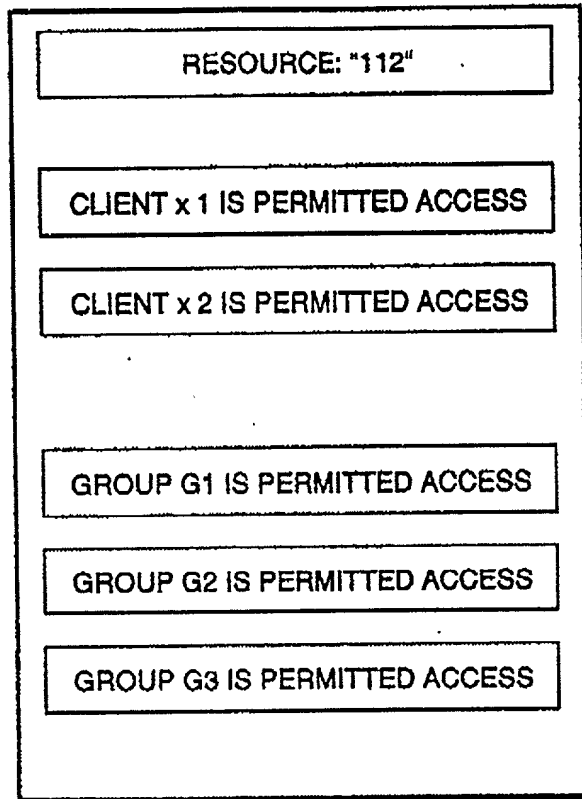 RESOURCE: "112"
CLIENT x 1 IS PERMITTED ACCESS
CLIENT x 2 IS PERMITTED ACCESS
GROUP G1 IS PERMITTED ACCESS
GROUP G2 IS PERMITTED ACCESS
GROUP G3 IS PERMITTED ACCESS